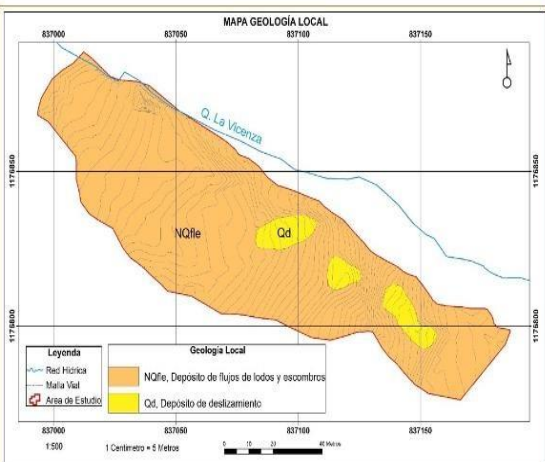 MAPA GEOLOGÍA LOCAL
837000 837050 837100 837150
Q. La Vicenza
1176850 1176850
NQfle Qd
1176800 1176800
Leyenda
Red Hídrica
Malla Vial
Area de Estudio
Geología Local
NQfle, Depósito de flujos de lodos y escombros
Qd, Depósito de deslizamiento
837000 837050 837100 837150
1:500 1 Centimetro = 5 Metros
0 10 20 40 Metros